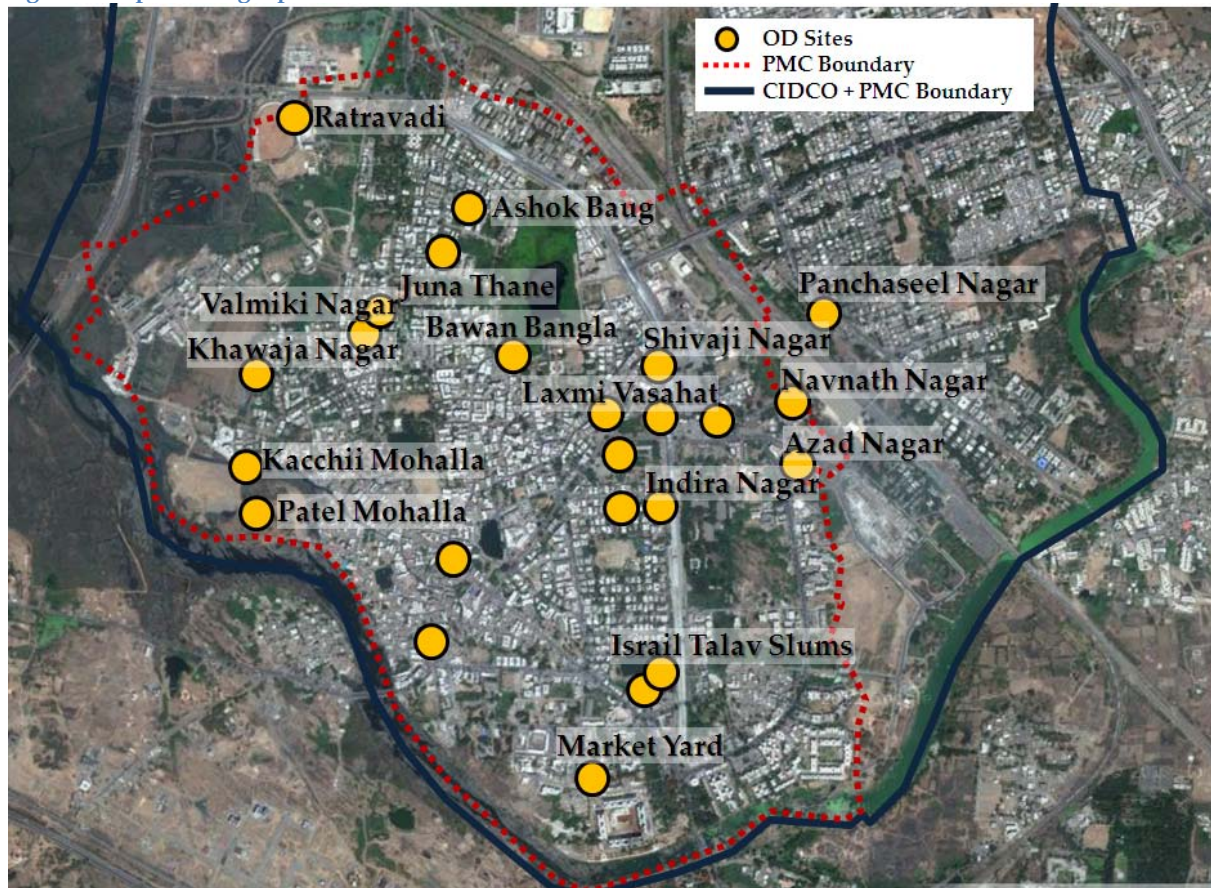 OD Sites
PMC Boundary
CIDCO + PMC Boundary
Ratravadi
Ashok Baug
Juna Thane
Panchaseel Nagar
Valmiki Nagar
Bawan Bangla
Shivaji Nagar
Khawaja Nagar
Laxmi Vasahat
Navnath Nagar
Azad Nagar
Kacchii Mohalla
Indira Nagar
Patel Mohalla
Israil Talav Slums
Market Yard